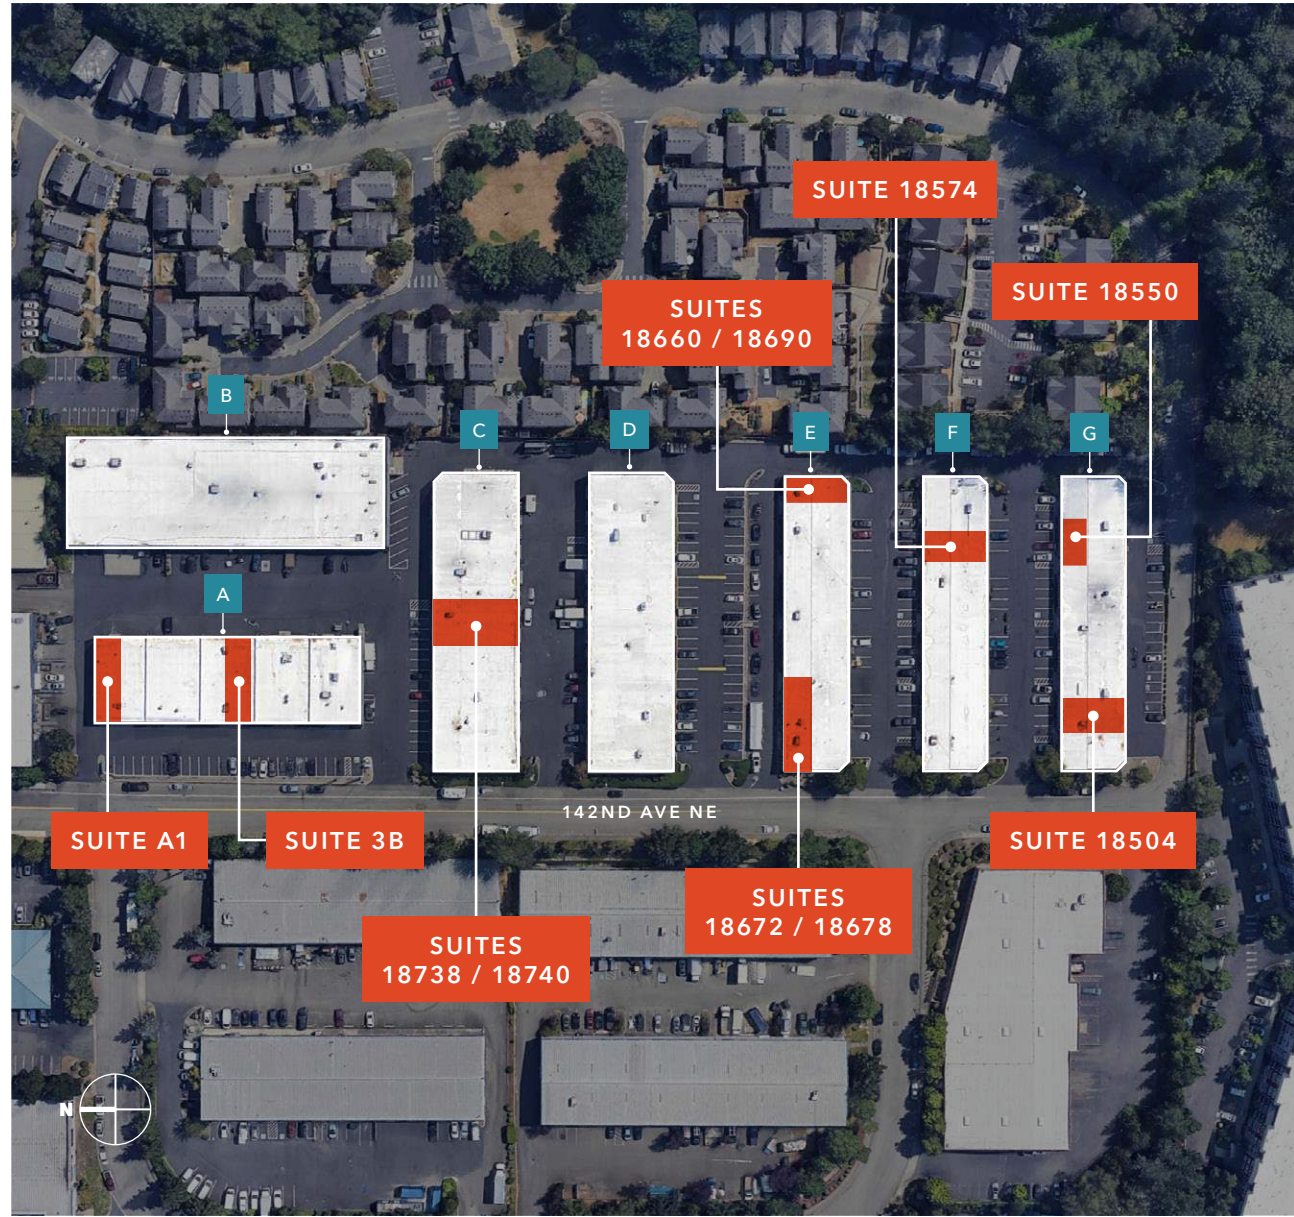 SUITE 18574
SUITE 18550
SUITES
18660 / 18690
B
C
D
E
F
G
A
142ND AVE NE
SUITE A1
SUITE 3B
SUITE 18504
SUITES
18672 / 18678
SUITES
18738 / 18740
N